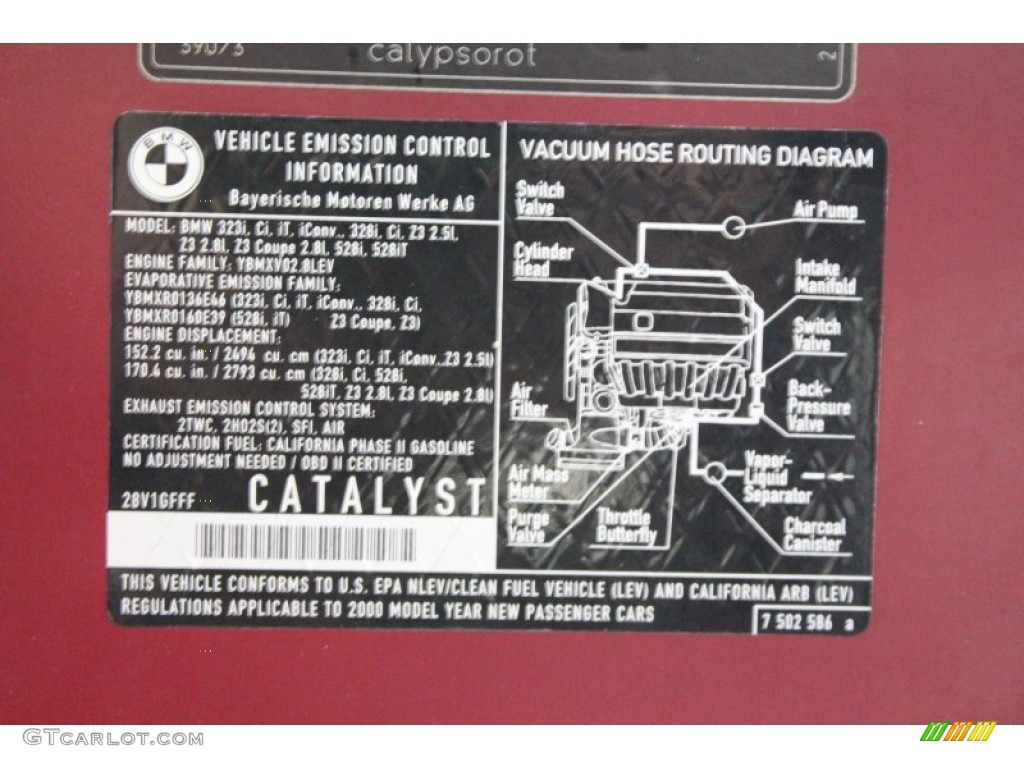 39073
calypsorot
2
BMW
VEHICLE EMISSION CONTROL
INFORMATION
Bayerische Motoren Werke AG
MODEL: BMW 323i, Ci, iT, iConv.. 328i, Ci, Z3 2.5l,
Z3 2.8l, Z3 Coupe 2.8l, 528i, 528iT
ENGINE FAMILY: YBMXV02.8LEV
EVAPORATIVE EMISSION FAMILY:
YBMXR0136E46 (323i, Ci, iT, iConv.. 328i, Ci,
YBMXR0160E39 (528i, iT) Z3 Coupe, Z3)
ENGINE DISPLACEMENT:
152.2 cu. in. / 2494 cu. cm (323i, Ci, iT, iConv..Z3 2.5l)
170.4 cu. in. / 2793 cu. cm (328i, Ci, 528i,
528iT, Z3 2.8l, Z3 Coupe 2.8l)
EXHAUST EMISSION CONTROL SYSTEM:
2TWC, 2HO2S(2), SFI, AIR
CERTIFICATION FUEL: CALIFORNIA PHASE II GASOLINE
NO ADJUSTMENT NEEDED / OBD II CERTIFIED
28V1GFFF CATALYST
VACUUM HOSE ROUTING DIAGRAM
Switch
Valve
Air Pump
Cylinder
Head
Intake
Manifold
Switch
Valve
Air
Filter
Back-
Pressure
Valve
Air Mass
Meter
Vapor-
Liquid
Separator
Purge
Valve
Throttle
Butterfly
Charcoal
Canister
THIS VEHICLE CONFORMS TO U.S. EPA NLEV/CLEAN FUEL VEHICLE (LEV) AND CALIFORNIA ARB (LEV)
REGULATIONS APPLICABLE TO 2000 MODEL YEAR NEW PASSENGER CARS
7 502 586 a
GTCarlot.com